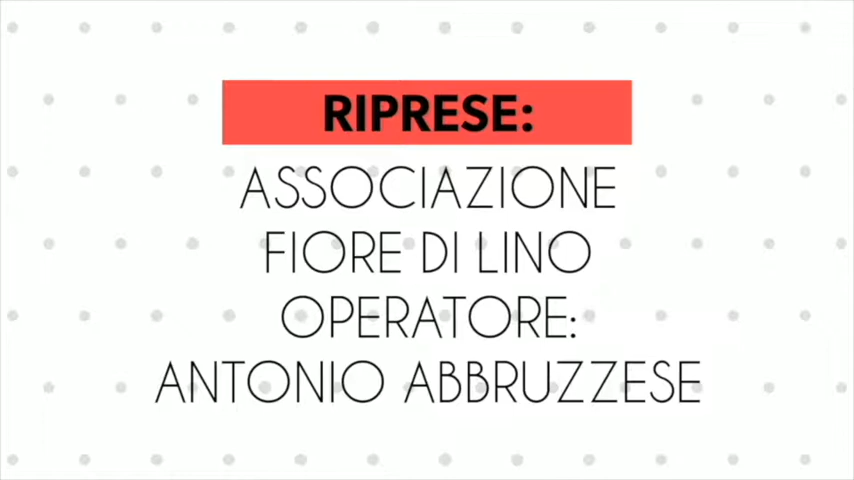 RIPRESE:
ASSOCIAZIONE
FIORE DI LINO
OPERATORE:
ANTONIO ABBRUZZESE